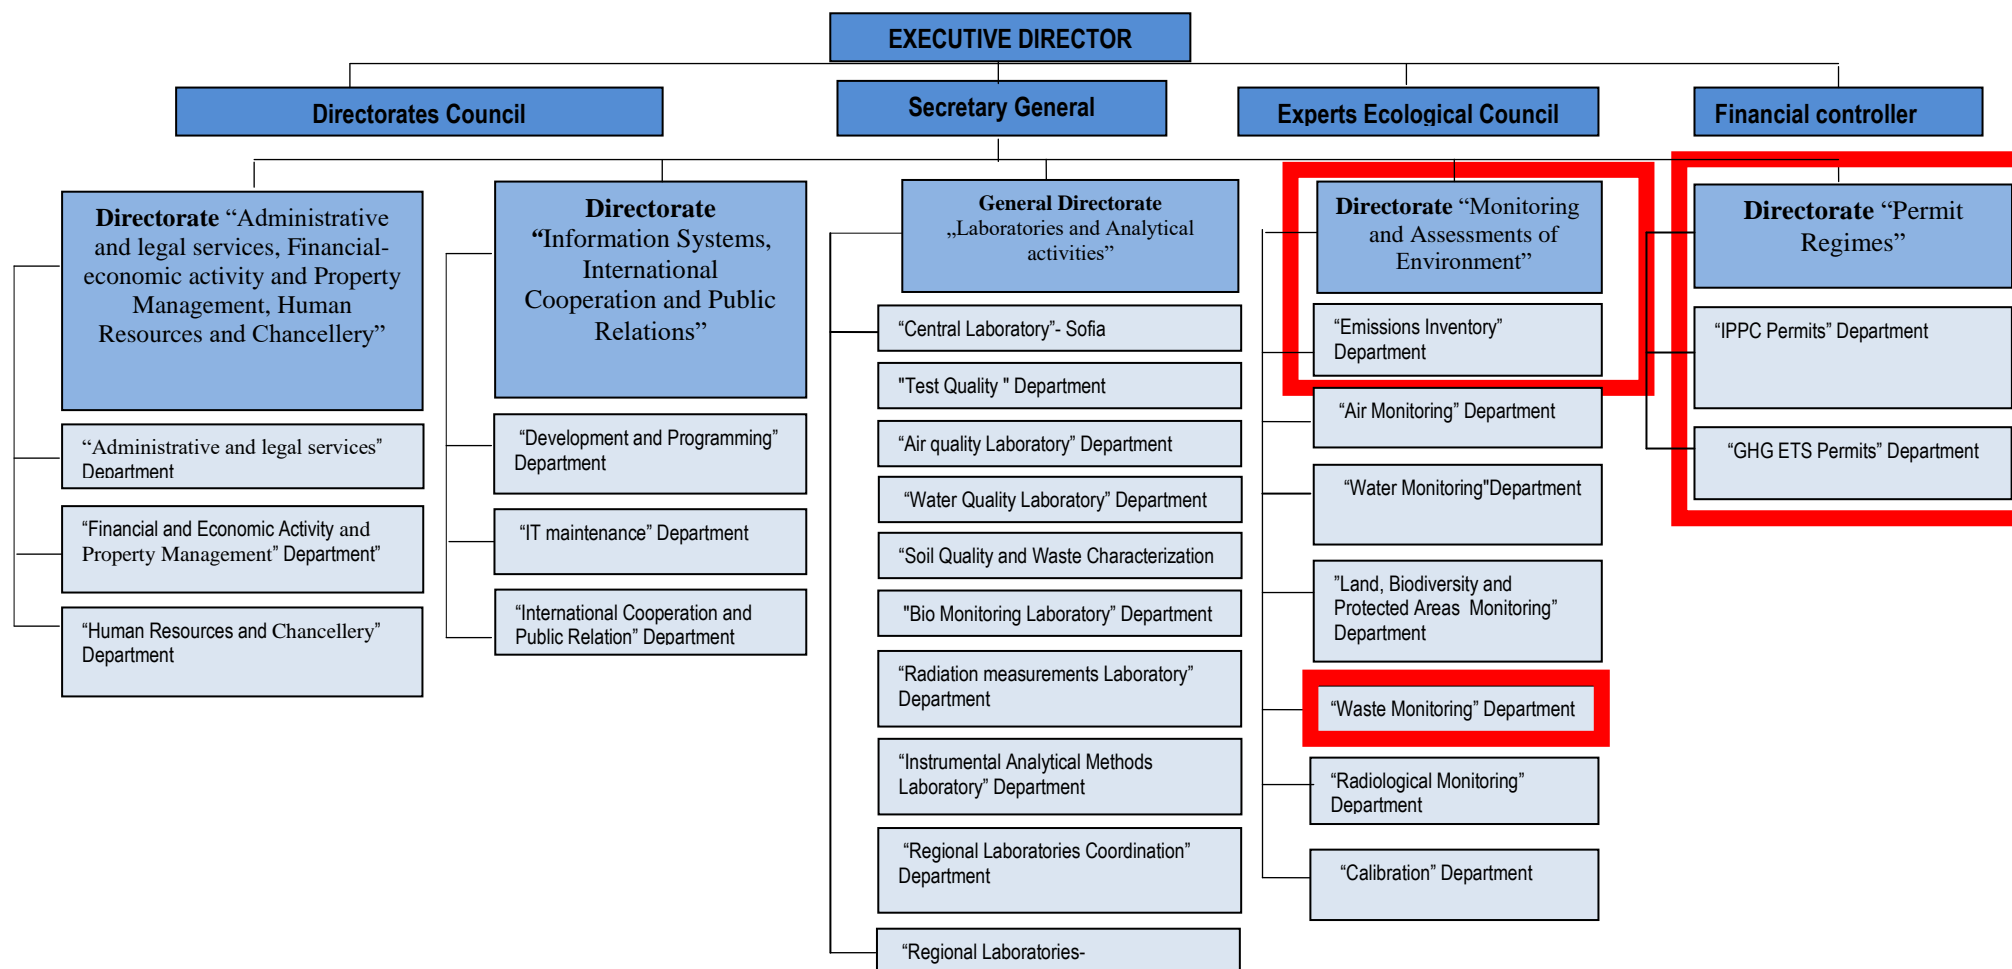 EXECUTIVE DIRECTOR
Directorates Council
Secretary General
Experts Ecological Council
Financial controller
Directorate “Administrative
and legal services, Financial-
economic activity and Property
Management, Human
Resources and Chancellery”
“Administrative and legal services”
Department
“Financial and Economic Activity and
Property Management” Department”
“Human Resources and Chancellery”
Department
Directorate
“Information Systems,
International
Cooperation and Public
Relations”
“Development and Programming”
Department
“IT maintenance” Department
“International Cooperation and
Public Relation” Department
General Directorate
„Laboratories and Analytical
activities”
“Central Laboratory”- Sofia
"Test Quality " Department
“Air quality Laboratory” Department
“Water Quality Laboratory” Department
“Soil Quality and Waste Characterization
"Bio Monitoring Laboratory” Department
“Radiation measurements Laboratory”
Department
“Instrumental Analytical Methods
Laboratory” Department
“Regional Laboratories Coordination”
Department
“Regional Laboratories-
Directorate “Monitoring
and Assessments of
Environment”
“Emissions Inventory”
Department
“Air Monitoring” Department
“Water Monitoring"Department
”Land, Biodiversity and
Protected Areas Monitoring”
Department
“Waste Monitoring” Department
“Radiological Monitoring”
Department
“Calibration” Department
Directorate “Permit
Regimes”
“IPPC Permits” Department
“GHG ETS Permits” Department